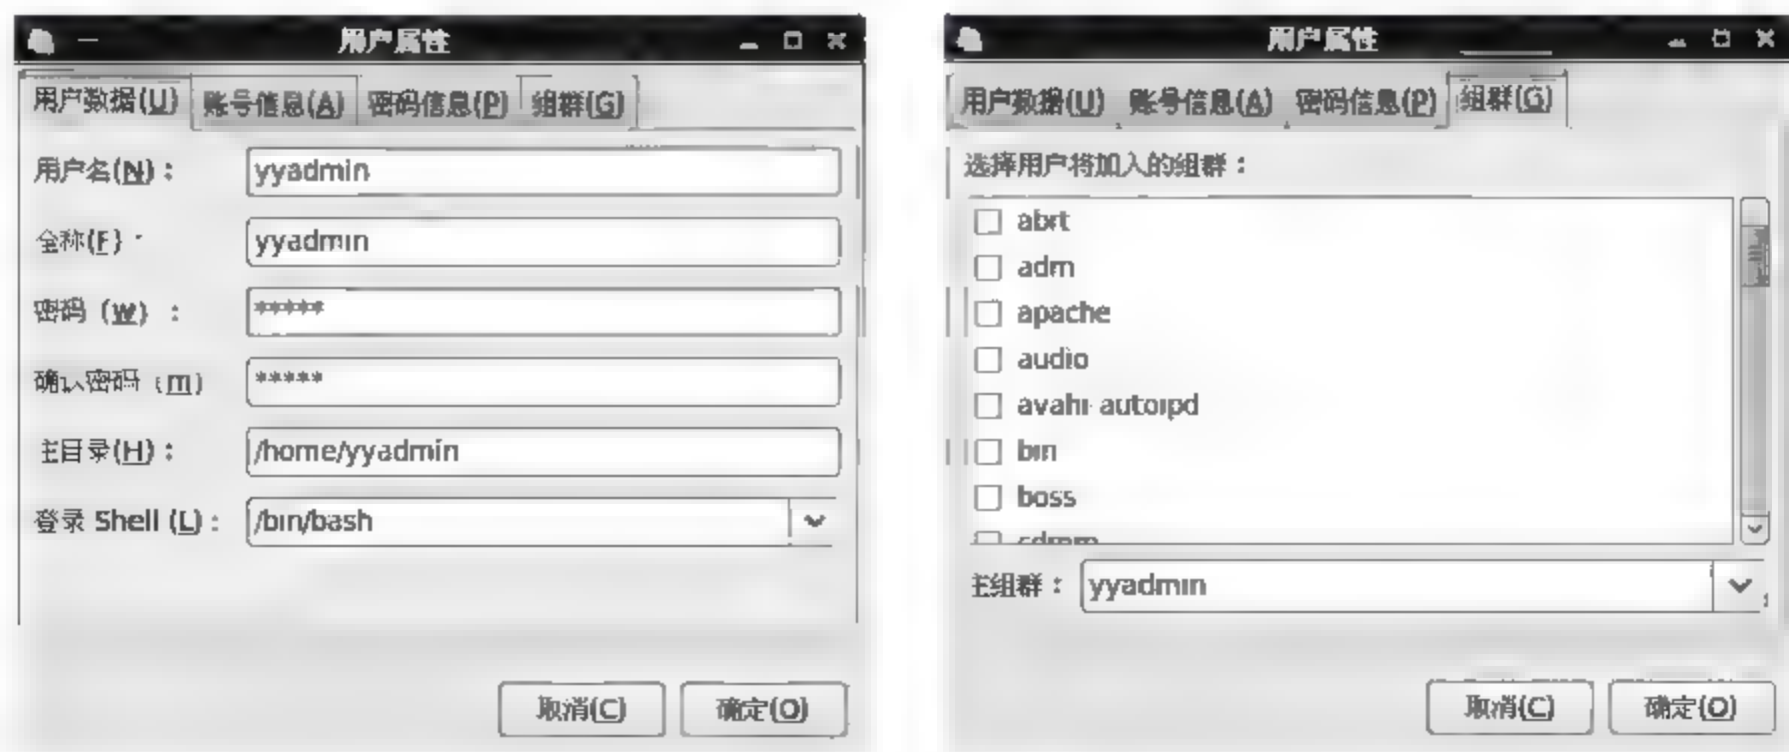 用户属性
用户数据(U) 账号信息(A) 密码信息(P) 组群(G)
用户名(N)： yyadmin
全称(F)： yyadmin
密码 (W) ： *****
确认密码 (m) *****
主目录(H)： /home/yyadmin
登录 Shell (L)： /bin/bash
取消(C) 确定(O)
用户属性
用户数据(U) 账号信息(A) 密码信息(P) 组群(G)
选择用户将加入的组群：
abrt
adm
apache
audio
avahi-autoipd
bin
boss
主组群： yyadmin
取消(C) 确定(O)